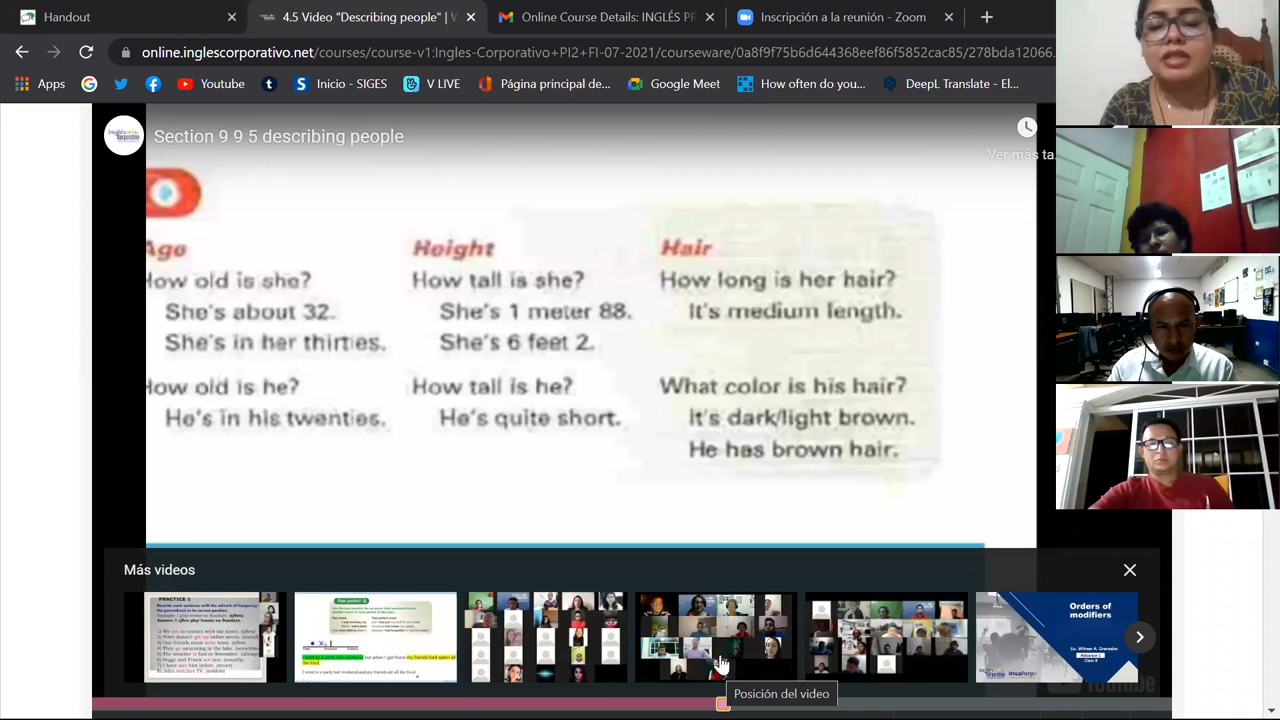 Handout
4.5 Video "Describing people" | V
Online Course Details: INGLÉS PR
Inscripción a la reunión - Zoom
online.inglescorporativo.net/courses/course-v1:Ingles-Corporativo+PI2+FI-07-2021/courseware/
Apps
Youtube
Inicio - SIGES
V LIVE
Página principal de...
Google Meet
How often do you...
DeepL Translate - El...
Section 9 9 5 describing people
Ver más ta
Age
How old is she?
She's about 32.
She's in her thirties.
How old is he?
He's in his twenties.
Height
How tall is she?
She's 1 meter 88.
She's 6 feet 2.
How tall is he?
He's quite short.
Hair
How long is her hair?
It's medium length.
What color is his hair?
It's dark/light brown.
He has brown hair.
Más videos
PRACTICE 1
Orders of
modifiers
Lic. Wilmer A. Granados
Posición del video